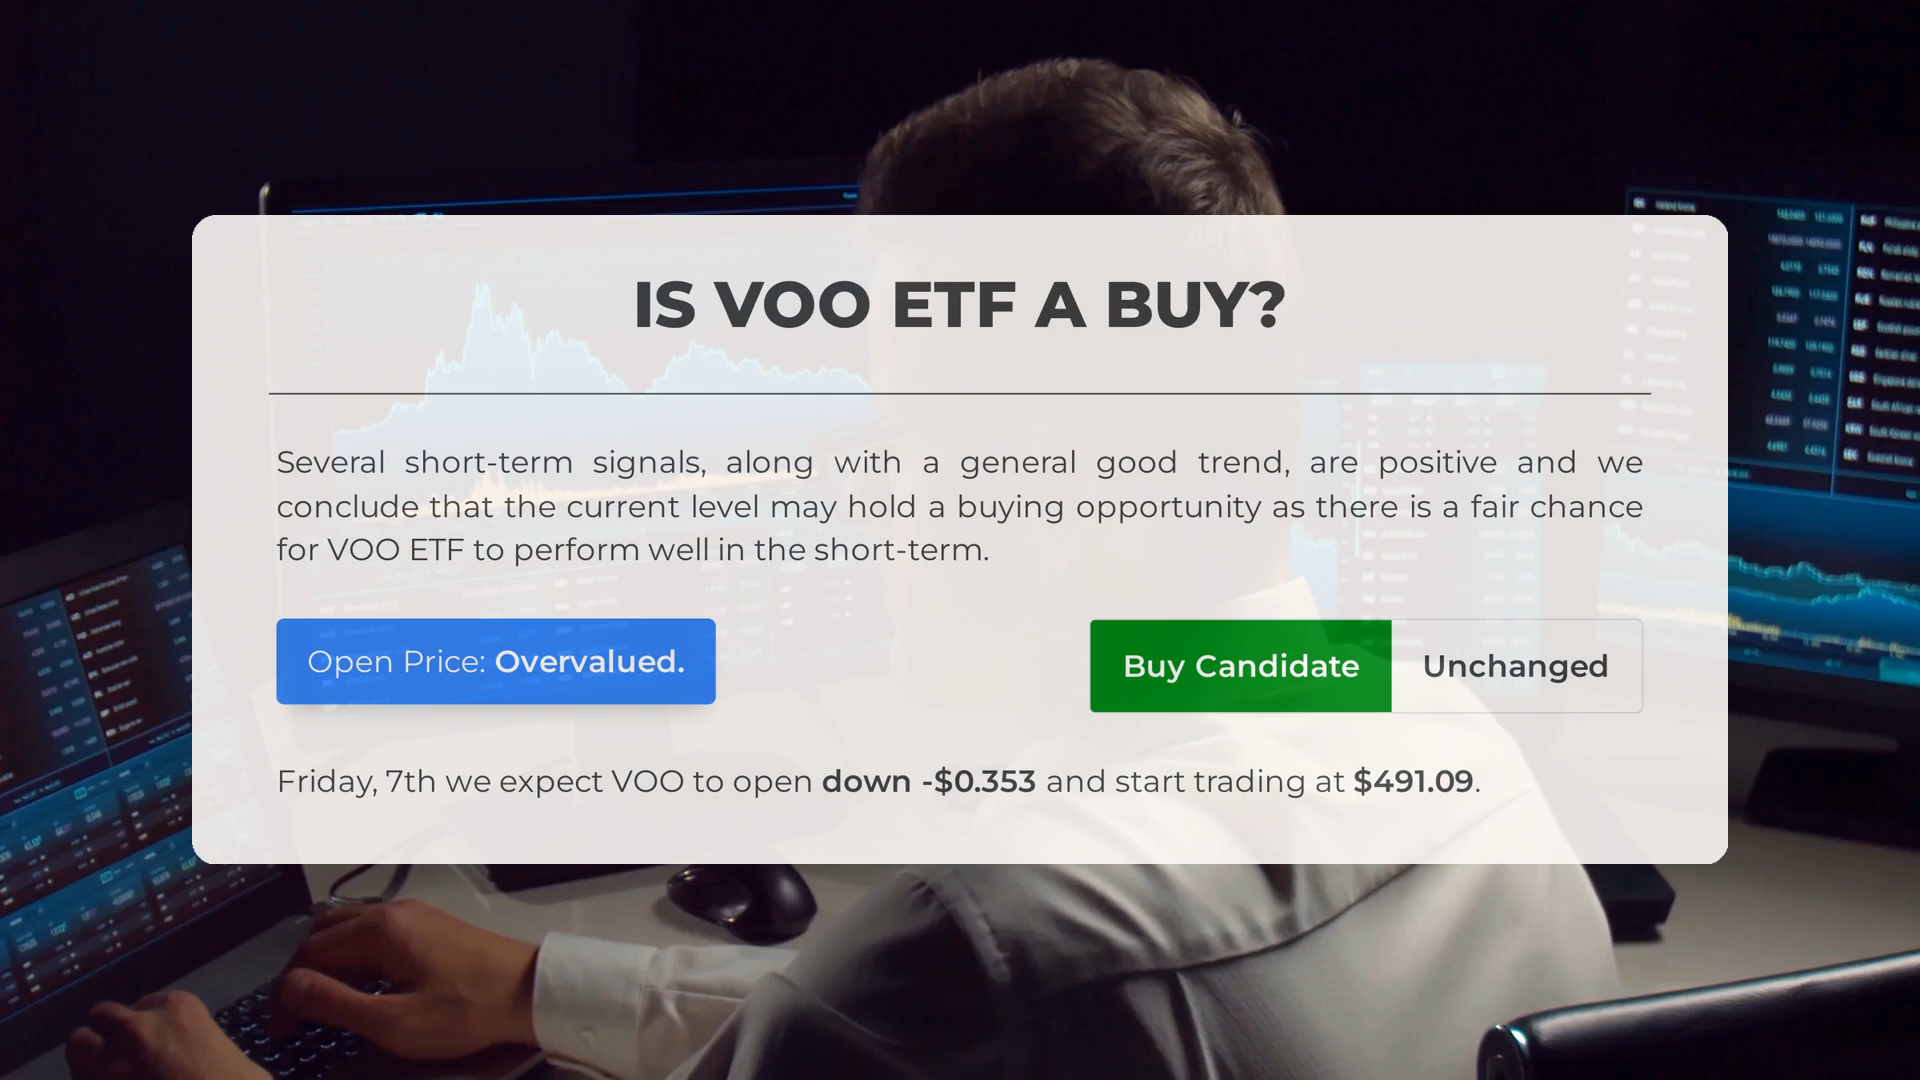 IS VOO ETF A BUY?
Several short-term signals, along with a general good trend, are positive and we
conclude that the current level may hold a buying opportunity as there is a fair chance
for VOO ETF to perform well in the short-term.
Open Price: Overvalued.
Buy Candidate Unchanged
Friday, 7th we expect VOO to open down -$0.353 and start trading at $491.09.